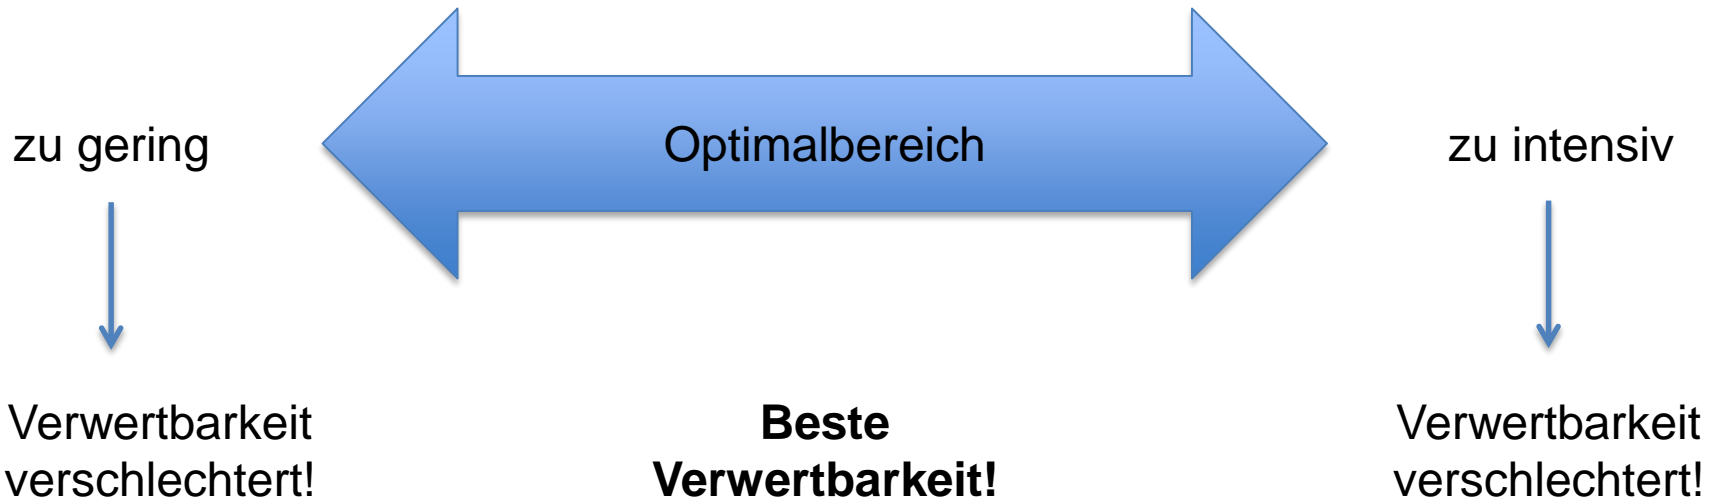 zu gering
Optimalbereich
zu intensiv
Verwertbarkeit
verschlechtert!
Beste
Verwertbarkeit!
Verwertbarkeit
verschlechtert!